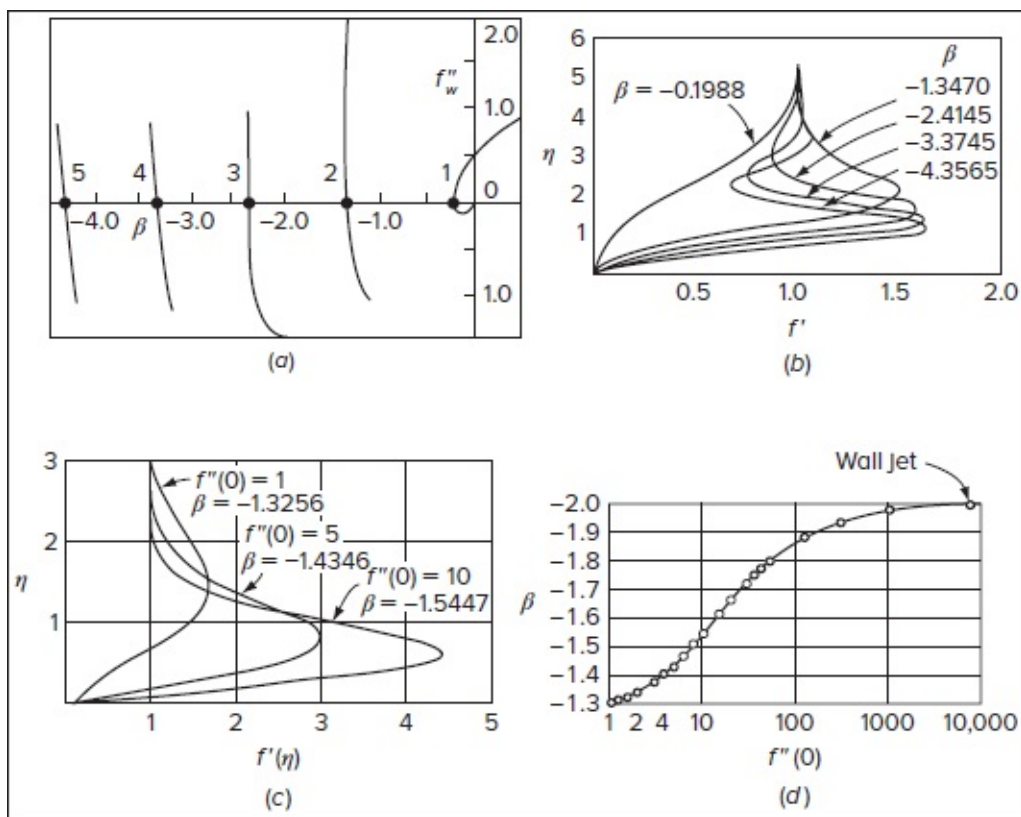 2.0
f"w
1.0
5 4 3 2 1
0
−4.0 β −3.0 −2.0 −1.0
1.0
(a)
6
5
4
η 3
2
1
β = −0.1988
β
−1.3470
−2.4145
−3.3745
−4.3565
0.5 1.0 1.5 2.0
f'
(b)
3
2
η
1
f"(0) = 1
β = −1.3256
f"(0) = 5
β = −1.4346
f"(0) = 10
β = −1.5447
1 2 3 4 5
f'(η)
(c)
Wall jet
−2.0
−1.9
−1.8
−1.7
β −1.6
−1.5
−1.4
−1.3
1 2 4 10 100 1000 10,000
f"(0)
(d)